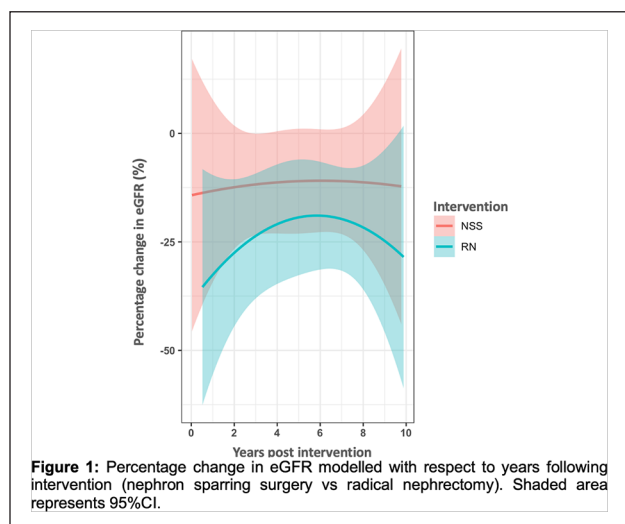 Percentage change in eGFR (%)
0
-25
-50
0 2 4 6 8 10
Years post intervention
Intervention
NSS
RN
Figure 1: Percentage change in eGFR modelled with respect to years following
intervention (nephron sparring surgery vs radical nephrectomy). Shaded area
represents 95%CI.